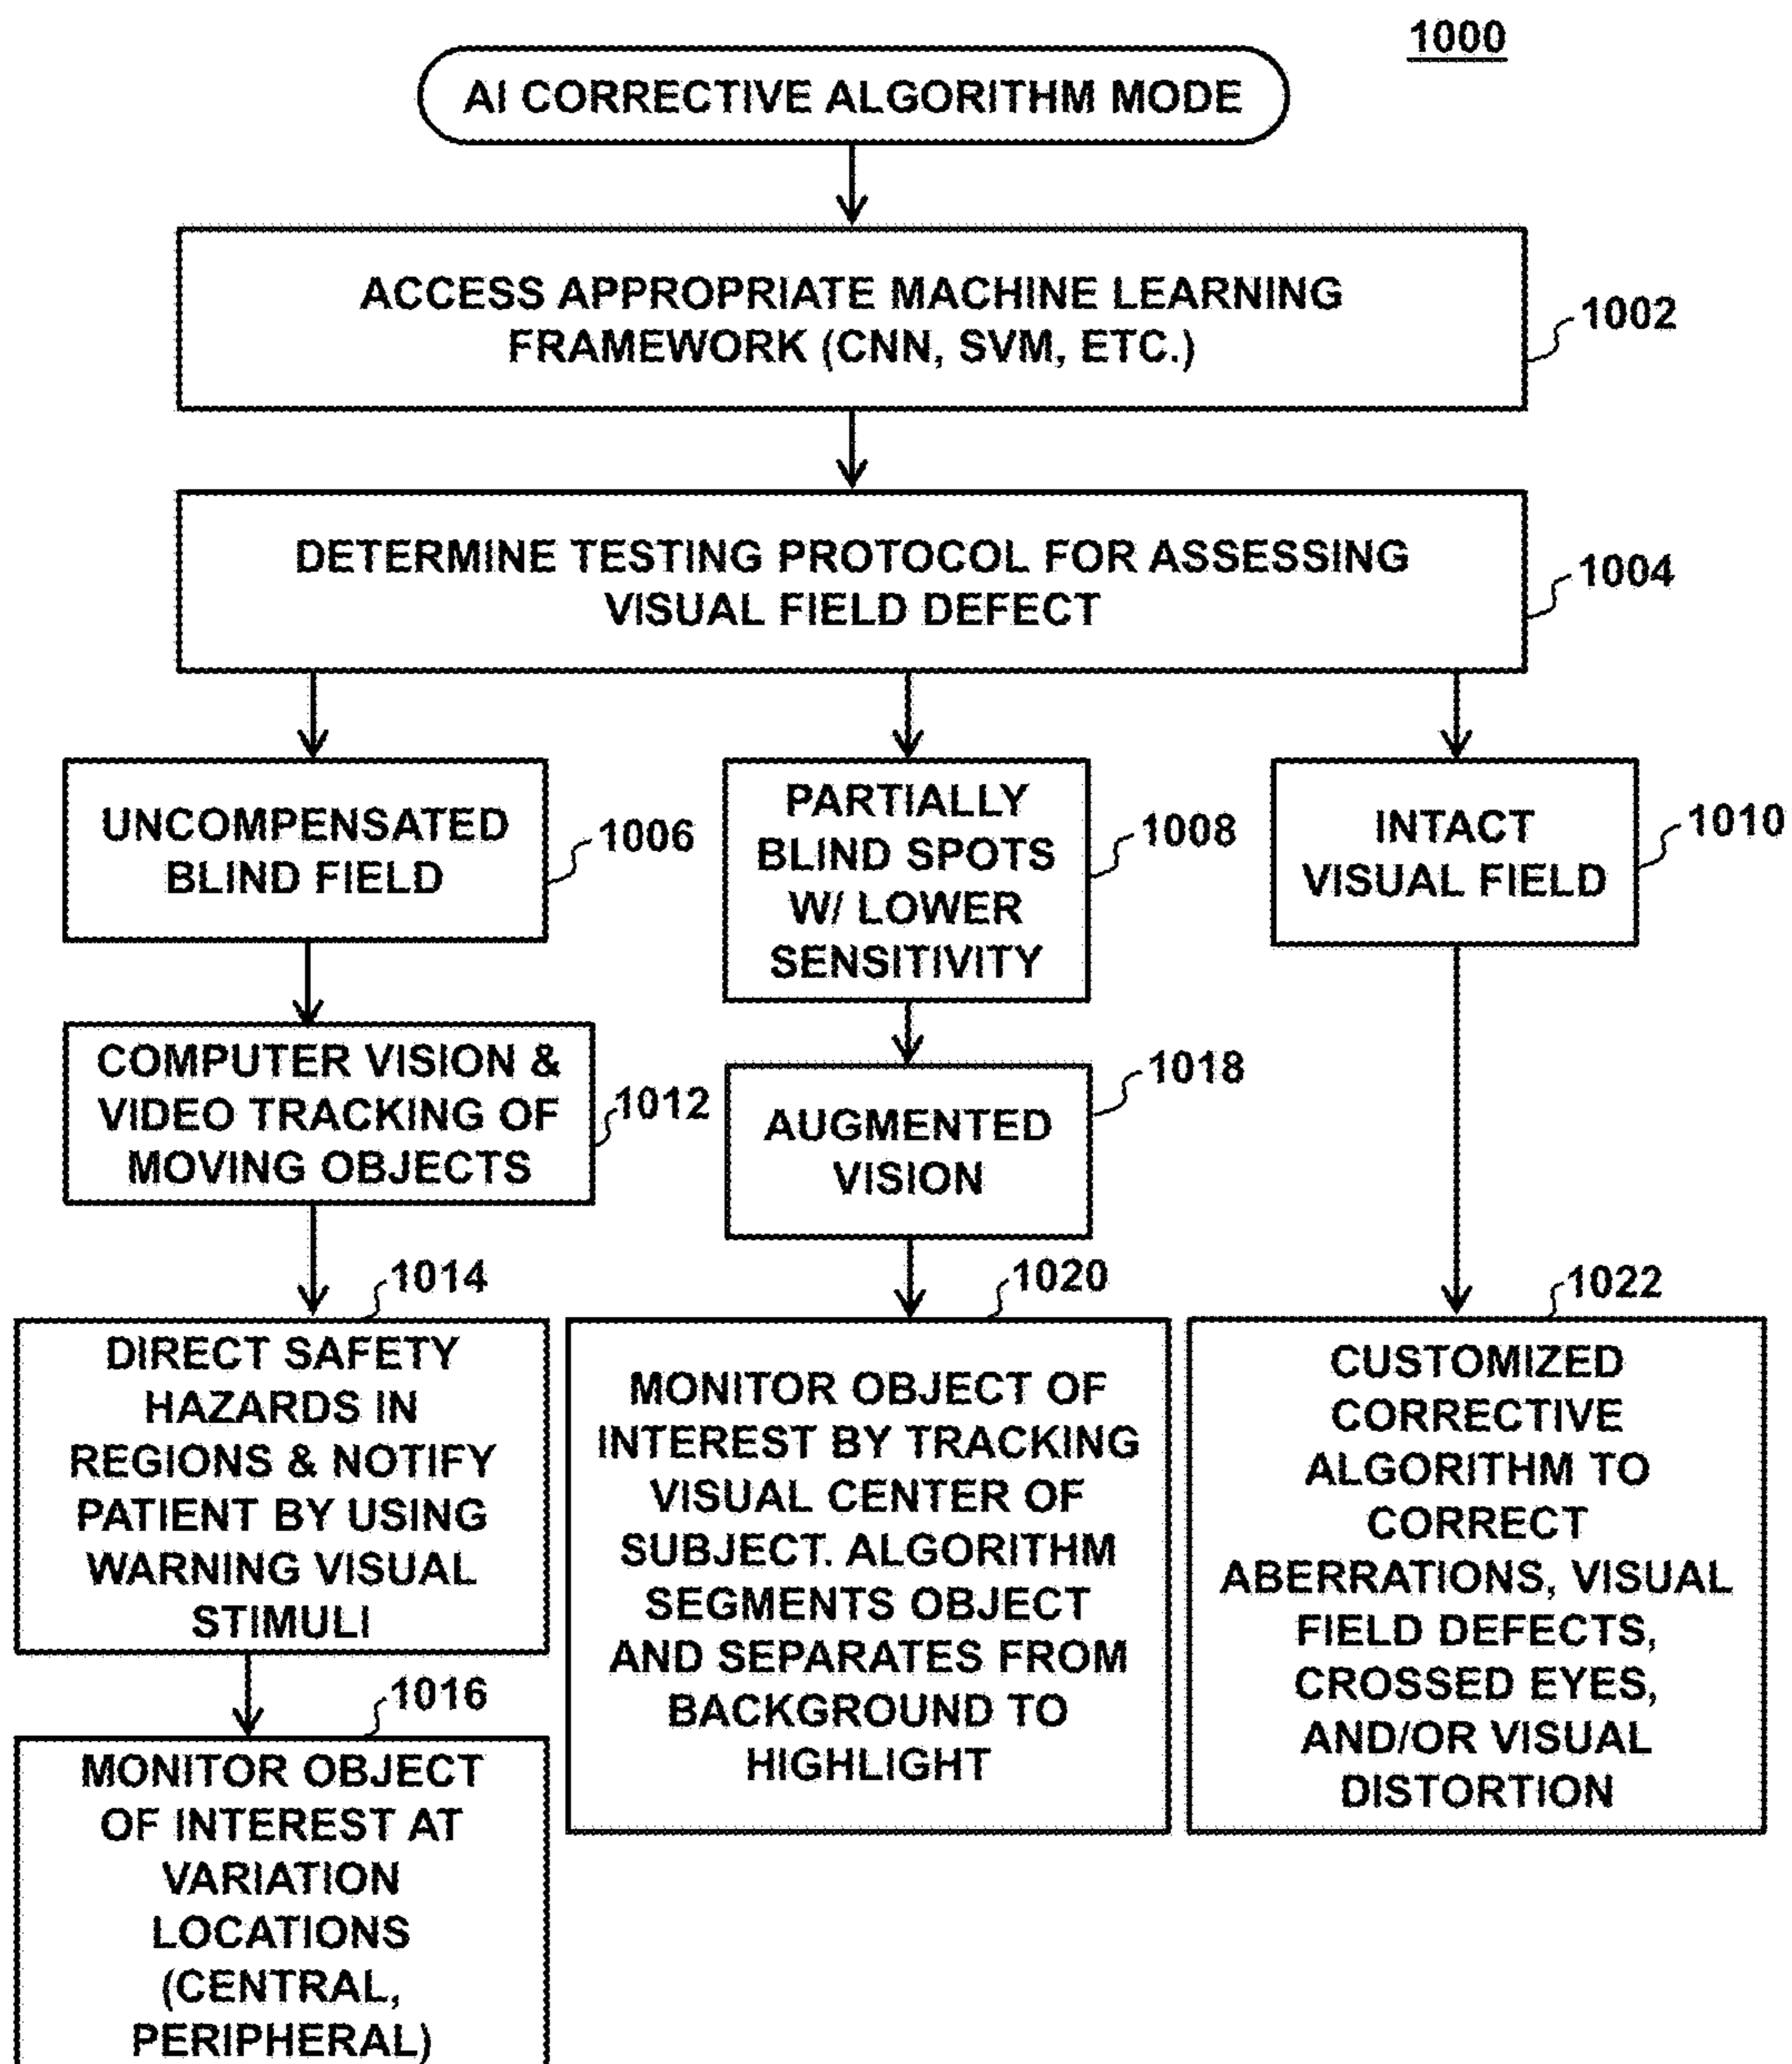 1000
AI CORRECTIVE ALGORITHM MODE
ACCESS APPROPRIATE MACHINE LEARNING
FRAMEWORK (CNN, SVM, ETC.)
1002
DETERMINE TESTING PROTOCOL FOR ASSESSING
VISUAL FIELD DEFECT
1004
UNCOMPENSATED
BLIND FIELD
1006
PARTIALLY
BLIND SPOTS
W/ LOWER
SENSITIVITY
1008
INTACT
VISUAL FIELD
1010
COMPUTER VISION &
VIDEO TRACKING OF
MOVING OBJECTS
1012
AUGMENTED
VISION
1018
1014
DIRECT SAFETY
HAZARDS IN
REGIONS & NOTIFY
PATIENT BY USING
WARNING VISUAL
STIMULI
1020
MONITOR OBJECT OF
INTEREST BY TRACKING
VISUAL CENTER OF
SUBJECT. ALGORITHM
SEGMENTS OBJECT
AND SEPARATES FROM
BACKGROUND TO
HIGHLIGHT
1022
CUSTOMIZED
CORRECTIVE
ALGORITHM TO
CORRECT
ABERRATIONS, VISUAL
FIELD DEFECTS,
CROSSED EYES,
AND/OR VISUAL
DISTORTION
1016
MONITOR OBJECT
OF INTEREST AT
VARIATION
LOCATIONS
(CENTRAL,
PERIPHERAL)